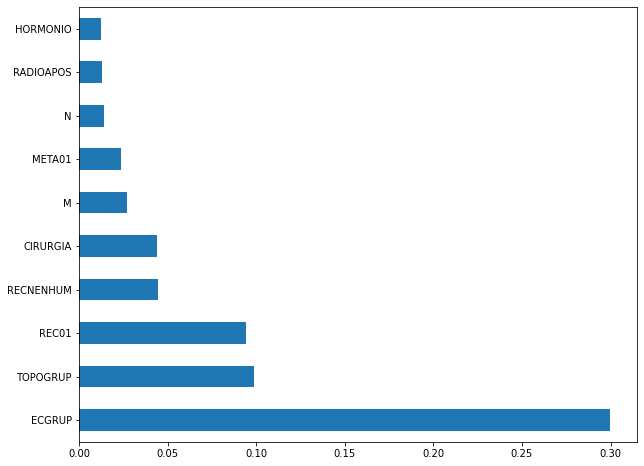 HORMONIO
RADIOAPOS
N
META01
M
CIRURGIA
RECNENHUM
REC01
TOPOGRUP
ECGRUP
0.00 0.05 0.10 0.15 0.20 0.25 0.30